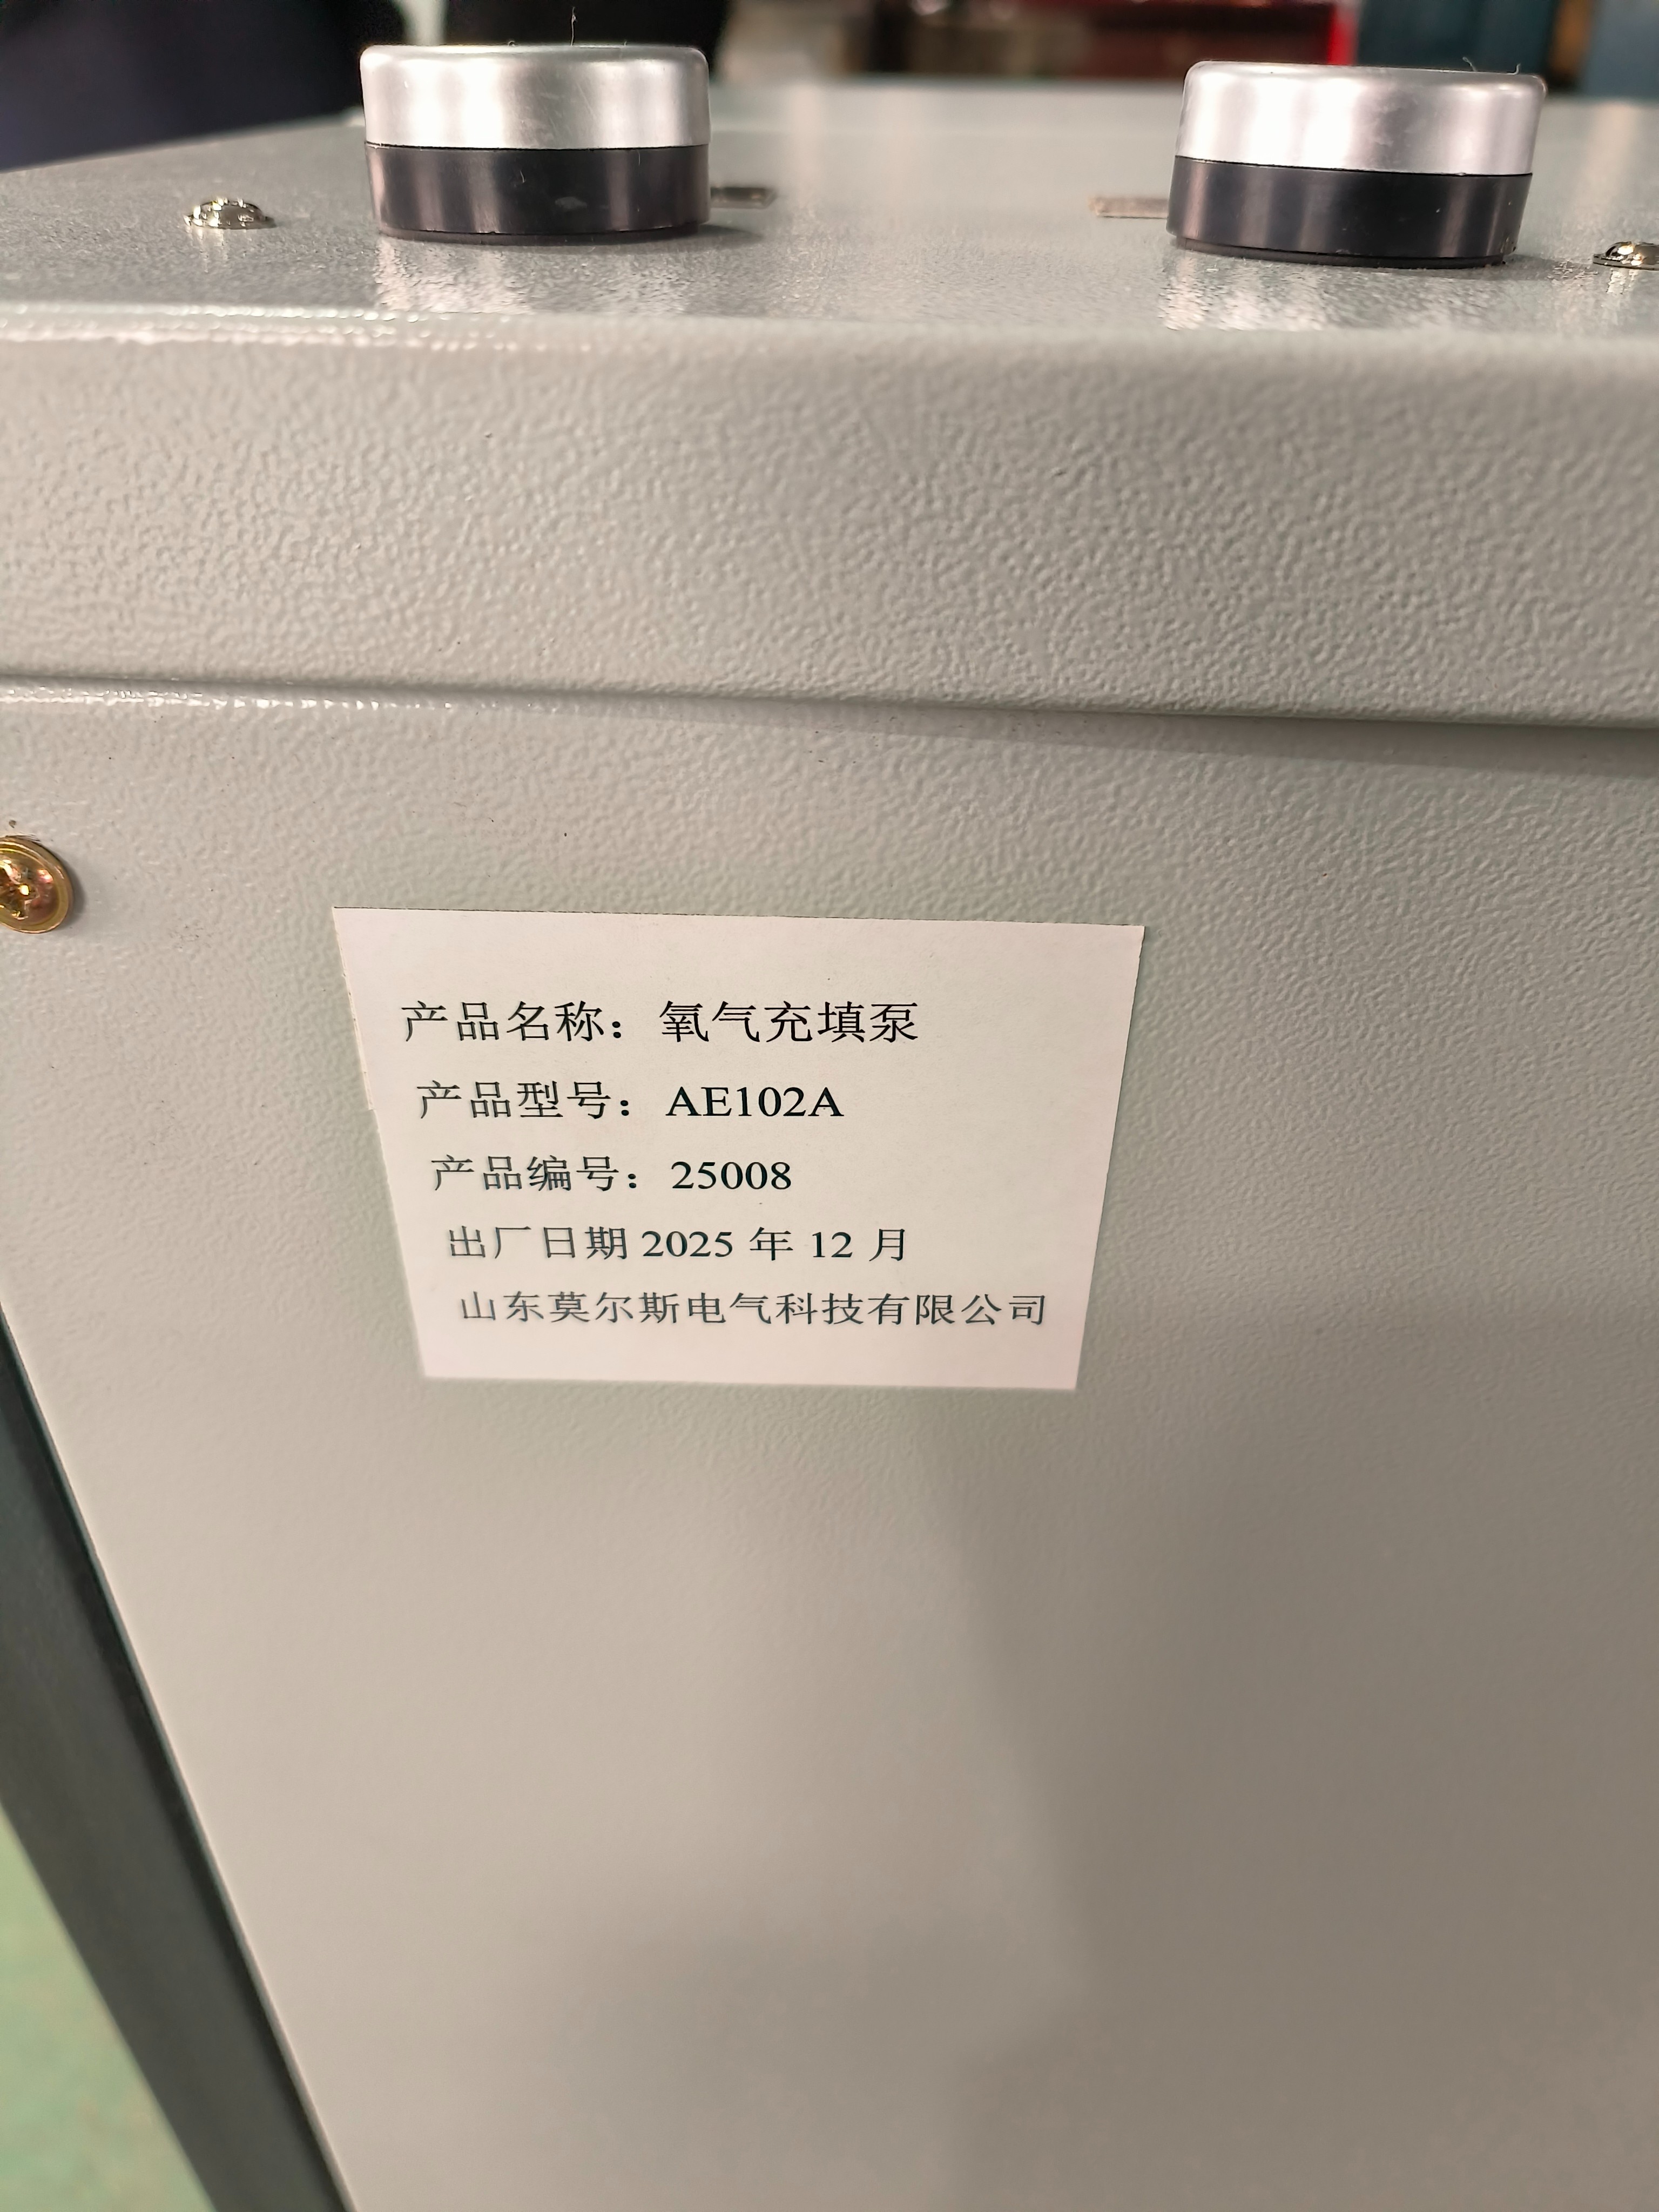 产品名称：氧气充填泵
产品型号：AE102A
产品编号：25008
出厂日期 2025 年 12 月
山东莫尔斯电气科技有限公司